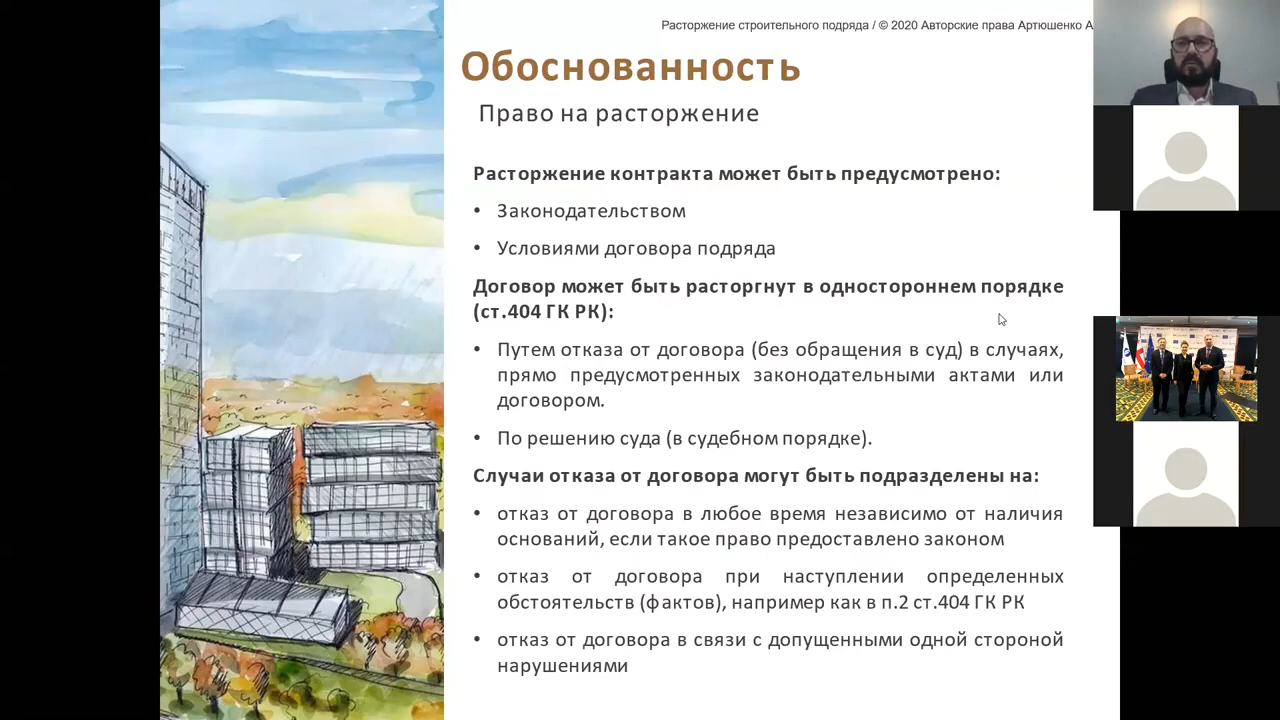 Расторжение строительного подряда / © 2020 Авторские права Артюшенко А
Обоснованность
Право на расторжение
Расторжение контракта может быть предусмотрено:
• Законодательством
• Условиями договора подряда
Договор может быть расторгнут в одностороннем порядке
(ст.404 ГК РК):
• Путем отказа от договора (без обращения в суд) в случаях,
прямо предусмотренных законодательными актами или
договором.
• По решению суда (в судебном порядке).
Случаи отказа от договора могут быть подразделены на:
• отказ от договора в любое время независимо от наличия
оснований, если такое право предоставлено законом
• отказ от договора при наступлении определенных
обстоятельств (фактов), например как в п.2 ст.404 ГК РК
• отказ от договора в связи с допущенными одной стороной
нарушениями